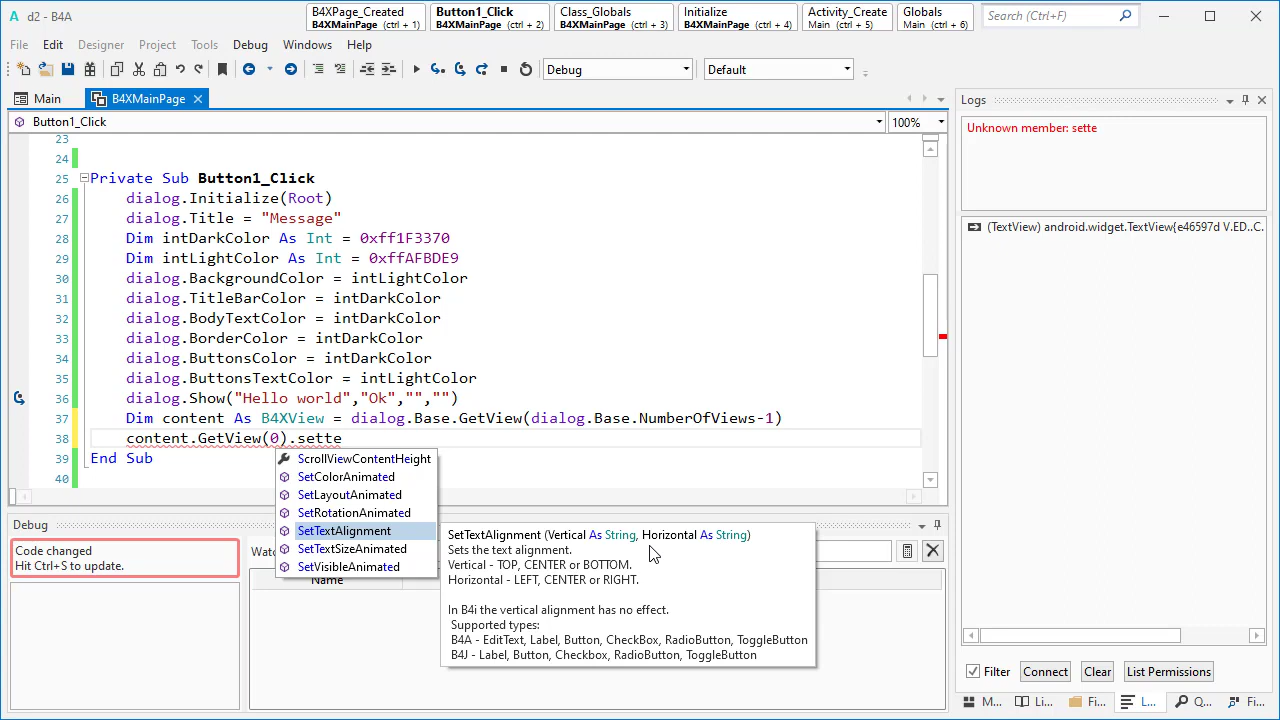 A d2 - B4A
B4XPage_Created
B4XMainPage (ctrl + 1)
Button1_Click
B4XMainPage (ctrl + 2)
Class_Globals
B4XMainPage (ctrl + 3)
Initialize
B4XMainPage (ctrl + 4)
Activity_Create
Main (ctrl + 5)
Globals
Main (ctrl + 6)
Search (Ctrl+F)
File Edit Designer Project Tools Debug Windows Help
Debug
Default
Main
B4XMainPage
Button1_Click
100%
23
24
25 Private Sub Button1_Click
26 dialog.Initialize(Root)
27 dialog.Title = "Message"
28 Dim intDarkColor As Int = 0xff1F3370
29 Dim intLightColor As Int = 0xffAFBDE9
30 dialog.BackgroundColor = intLightColor
31 dialog.TitleBarColor = intDarkColor
32 dialog.BodyTextColor = intDarkColor
33 dialog.BorderColor = intDarkColor
34 dialog.ButtonsColor = intDarkColor
35 dialog.ButtonsTextColor = intLightColor
36 dialog.Show("Hello world","Ok","","")
37 Dim content As B4XView = dialog.Base.GetView(dialog.Base.NumberOfViews-1)
38 content.GetView(0).sette
39 End Sub
40
ScrollViewContentHeight
SetColorAnimated
SetLayoutAnimated
SetRotationAnimated
SetTextAlignment
SetTextSizeAnimated
SetVisibleAnimated
SetTextAlignment (Vertical As String, Horizontal As String)
Sets the text alignment.
Vertical - TOP, CENTER or BOTTOM.
Horizontal - LEFT, CENTER or RIGHT.
In B4i the vertical alignment has no effect.
Supported types:
B4A - EditText, Label, Button, CheckBox, RadioButton, ToggleButton
B4J - Label, Button, Checkbox, RadioButton, ToggleButton
Debug
Code changed
Hit Ctrl+S to update.
Name
Logs
Unknown member: sette
(TextView) android.widget.TextView{e46597d V.ED..C.
Filter
Connect
Clear
List Permissions
M...
Li...
Fi...
L...
Q...
Fi...